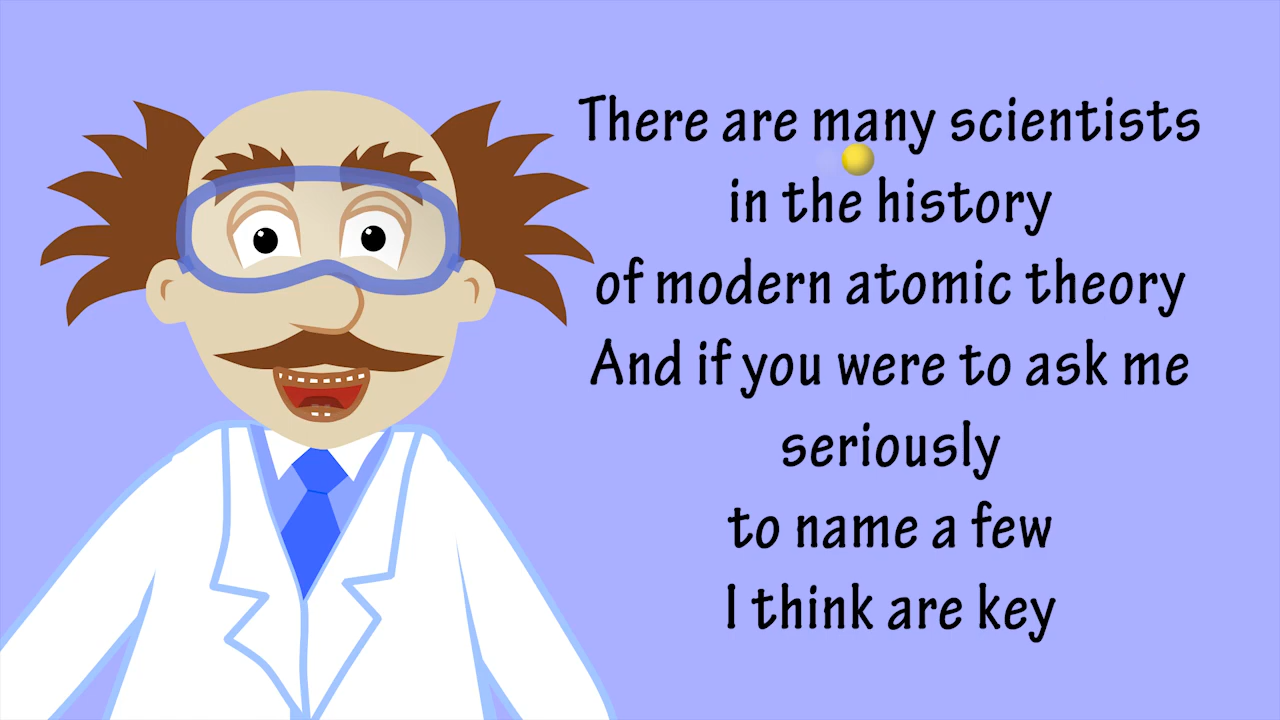 There are many scientists
in the history
of modern atomic theory
And if you were to ask me
seriously
to name a few
I think are key